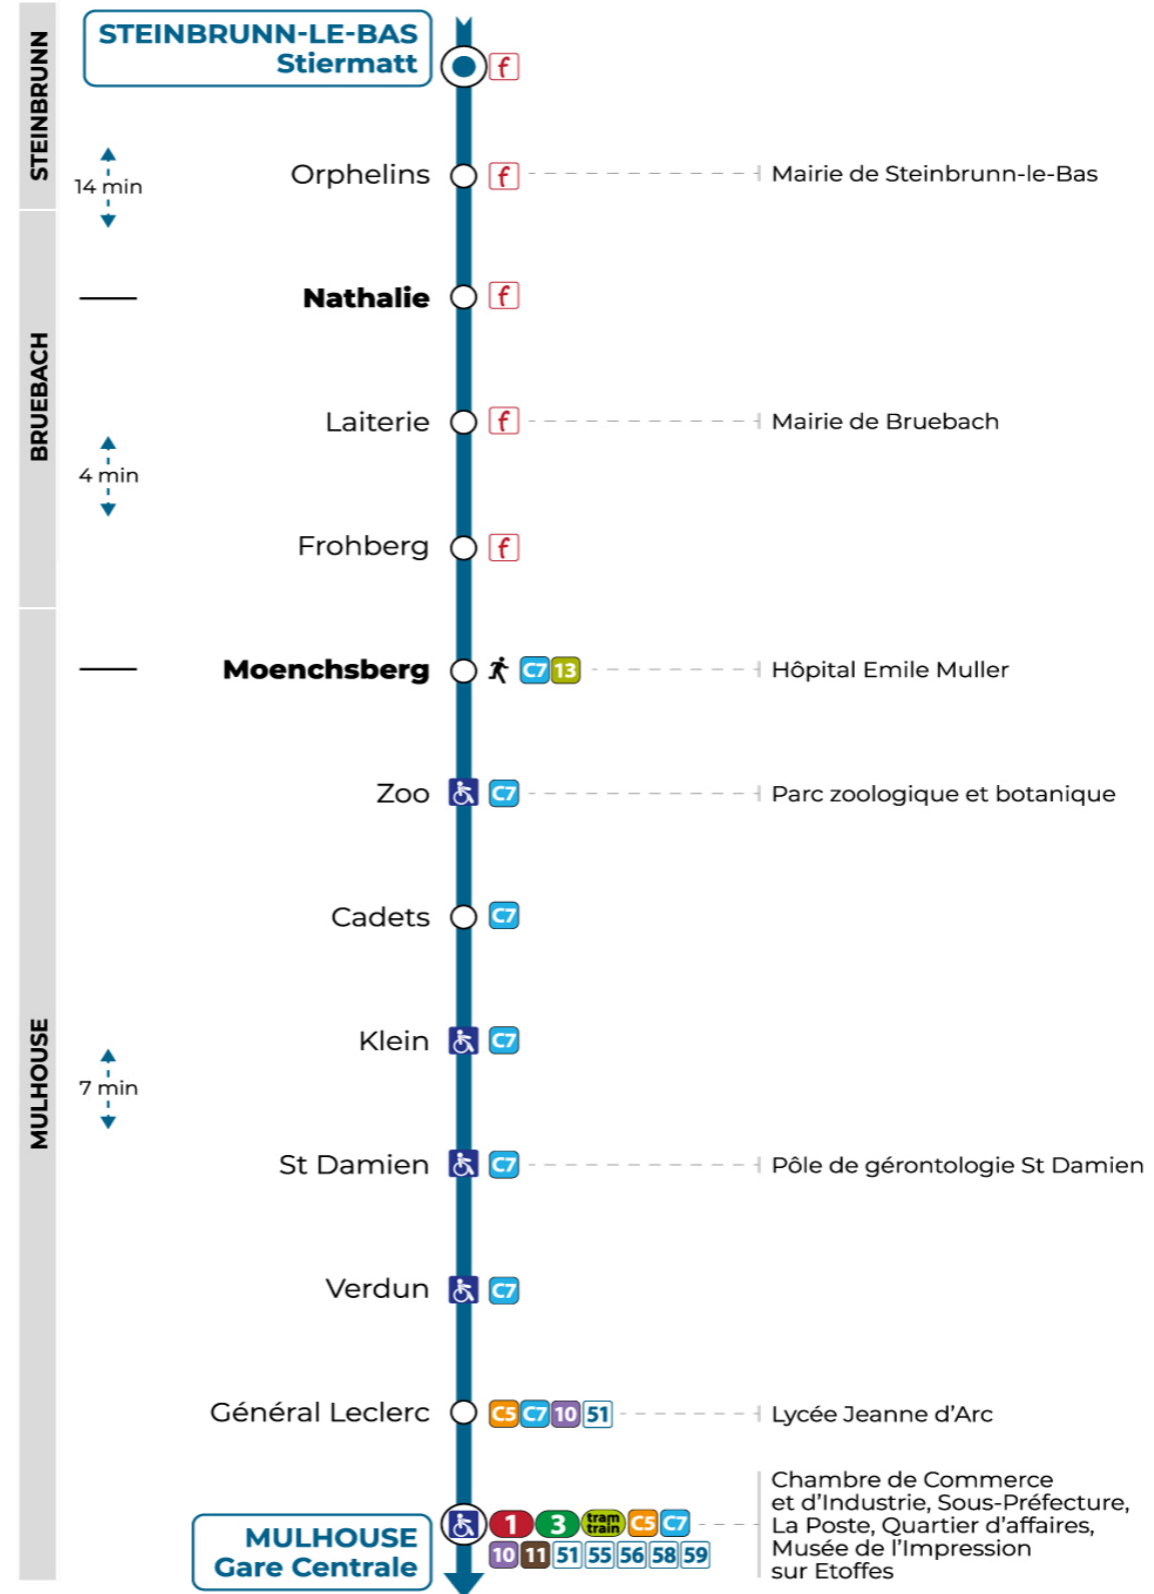 STEINBRUNN
STEINBRUNN-LE-BAS
Stiermatt
f
14 min
Orphelins f Mairie de Steinbrunn-le-Bas
BRUEBACH
Nathalie f
Laiterie f Mairie de Bruebach
4 min
Frohberg f
MULHOUSE
Moenchsberg C7 13 Hôpital Emile Muller
Zoo C7 Parc zoologique et botanique
Cadets C7
Klein C7
7 min
St Damien C7 Pôle de gérontologie St Damien
Verdun C7
Général Leclerc C5 C7 10 51 Lycée Jeanne d’Arc
MULHOUSE
Gare Centrale
1 3 tram train C5 C7
10 11 51 55 56 58 59
Chambre de Commerce
et d’Industrie, Sous-Préfecture,
La Poste, Quartier d’affaires,
Musée de l’Impression
sur Etoffes